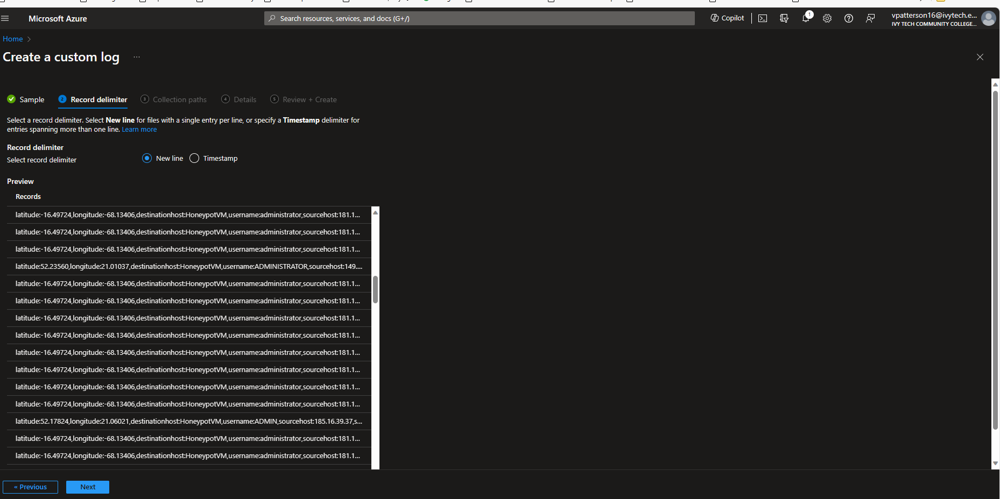 Microsoft Azure
Search resources, services, and docs (G+/)
Copilot
1
vpatterson16@ivytech.e...
IVY TECH COMMUNITY COLLEGE...
Home
Create a custom log
...
Sample
2 Record delimiter
3 Collection paths
4 Details
5 Review + Create
Select a record delimiter. Select New line for files with a single entry per line, or specify a Timestamp delimiter for
entries spanning more than one line. Learn more
Record delimiter
Select record delimiter
New line
Timestamp
Preview
Records
latitude:-16.49724,longitude:-68.13406,destinationhost:HoneypotVM,username:administrator,sourcehost:181.1...
latitude:-16.49724,longitude:-68.13406,destinationhost:HoneypotVM,username:administrator,sourcehost:181.1...
latitude:-16.49724,longitude:-68.13406,destinationhost:HoneypotVM,username:administrator,sourcehost:181.1...
latitude:52.23560,longitude:21.01037,destinationhost:HoneypotVM,username:ADMINISTRATOR,sourcehost:149....
latitude:-16.49724,longitude:-68.13406,destinationhost:HoneypotVM,username:administrator,sourcehost:181.1...
latitude:-16.49724,longitude:-68.13406,destinationhost:HoneypotVM,username:administrator,sourcehost:181.1...
latitude:-16.49724,longitude:-68.13406,destinationhost:HoneypotVM,username:administrator,sourcehost:181.1...
latitude:-16.49724,longitude:-68.13406,destinationhost:HoneypotVM,username:administrator,sourcehost:181.1...
latitude:-16.49724,longitude:-68.13406,destinationhost:HoneypotVM,username:administrator,sourcehost:181.1...
latitude:-16.49724,longitude:-68.13406,destinationhost:HoneypotVM,username:administrator,sourcehost:181.1...
latitude:-16.49724,longitude:-68.13406,destinationhost:HoneypotVM,username:administrator,sourcehost:181.1...
latitude:-16.49724,longitude:-68.13406,destinationhost:HoneypotVM,username:administrator,sourcehost:181.1...
latitude:52.17824,longitude:21.06021,destinationhost:HoneypotVM,username:ADMIN,sourcehost:185.16.39.37,s...
latitude:-16.49724,longitude:-68.13406,destinationhost:HoneypotVM,username:administrator,sourcehost:181.1...
latitude:-16.49724,longitude:-68.13406,destinationhost:HoneypotVM,username:administrator,sourcehost:181.1...
« Previous
Next